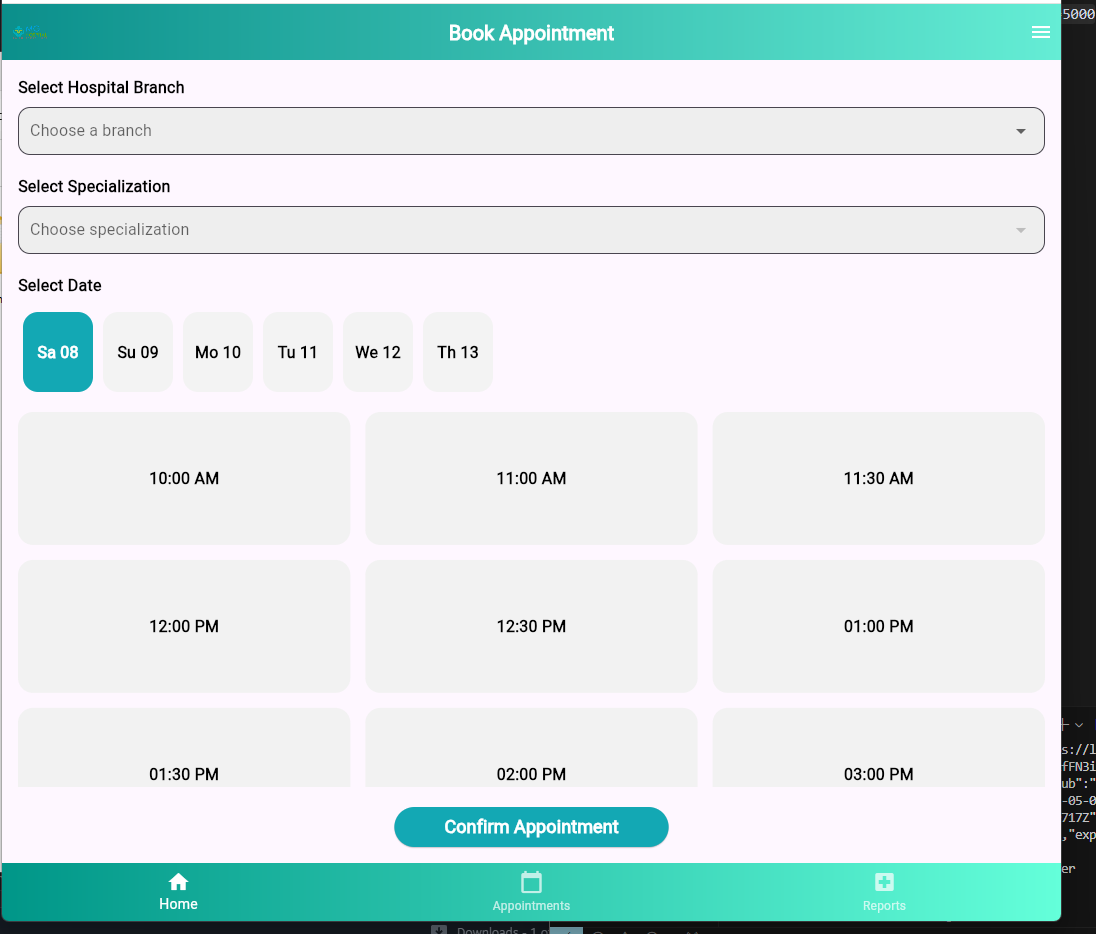 5000
Book Appointment
Select Hospital Branch
Choose a branch
Select Specialization
Choose specialization
Select Date
Sa 08 Su 09 Mo 10 Tu 11 We 12 Th 13
10:00 AM 11:00 AM 11:30 AM
12:00 PM 12:30 PM 01:00 PM
01:30 PM 02:00 PM 03:00 PM
s://l
fFN3i
ub":"
-05-0
717Z"
,"exp
er
Confirm Appointment
Home Appointments Reports
Downloads - 1 o